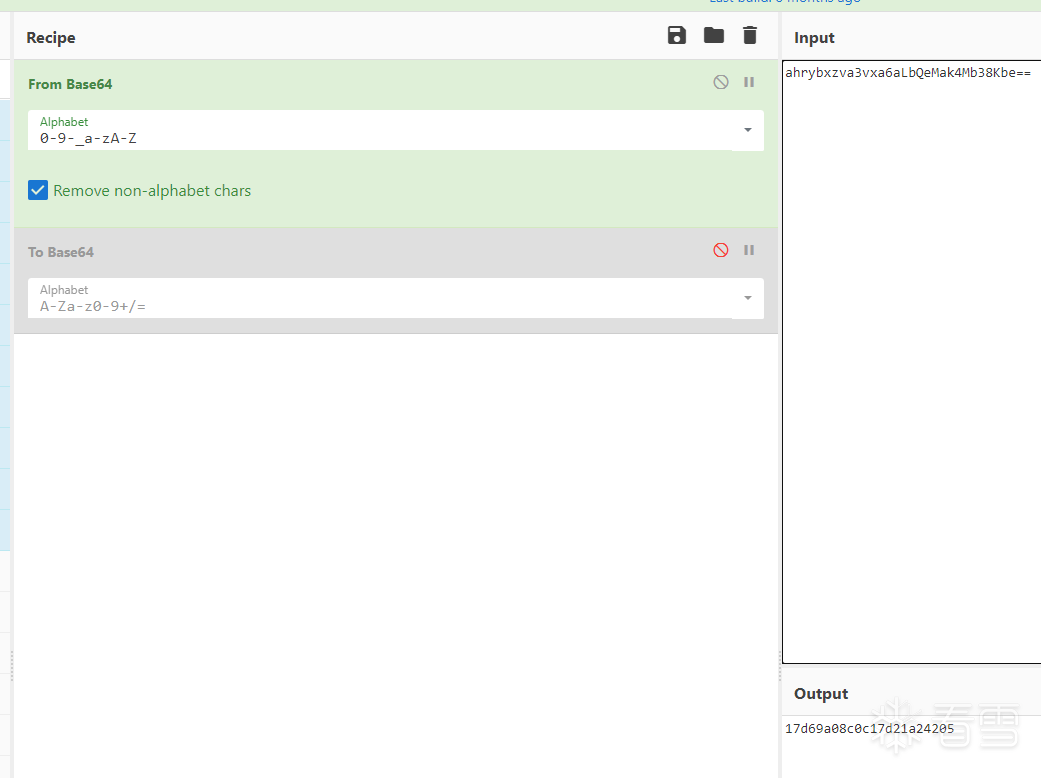 Last build: 6 months ago
Recipe
Input
From Base64
Alphabet
0-9-_a-zA-Z
Remove non-alphabet chars
To Base64
Alphabet
A-Za-z0-9+/=
ahrybxzva3vxa6aLbQeMak4Mb38Kbe==
Output
17d69a08c0c17d21a24205
看雪